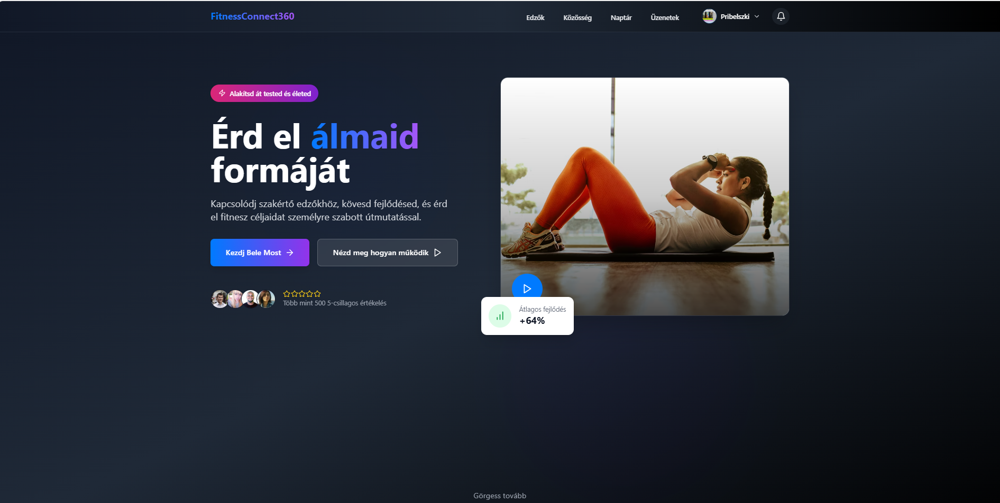 FitnessConnect360
Edzők
Közösség
Naptár
Üzenetek
Pribelszki
Alakítsd át tested és életed
Érd el álmaid
formáját
Kapcsolódj szakértő edzőkhöz, kövesd fejlődésed, és érd
el fitnesz céljaidat személyre szabott útmutatással.
Kezdj Bele Most
Nézd meg hogyan működik
Több mint 500 5-csillagos értékelés
Átlagos fejlődés
+64%
Görgess tovább